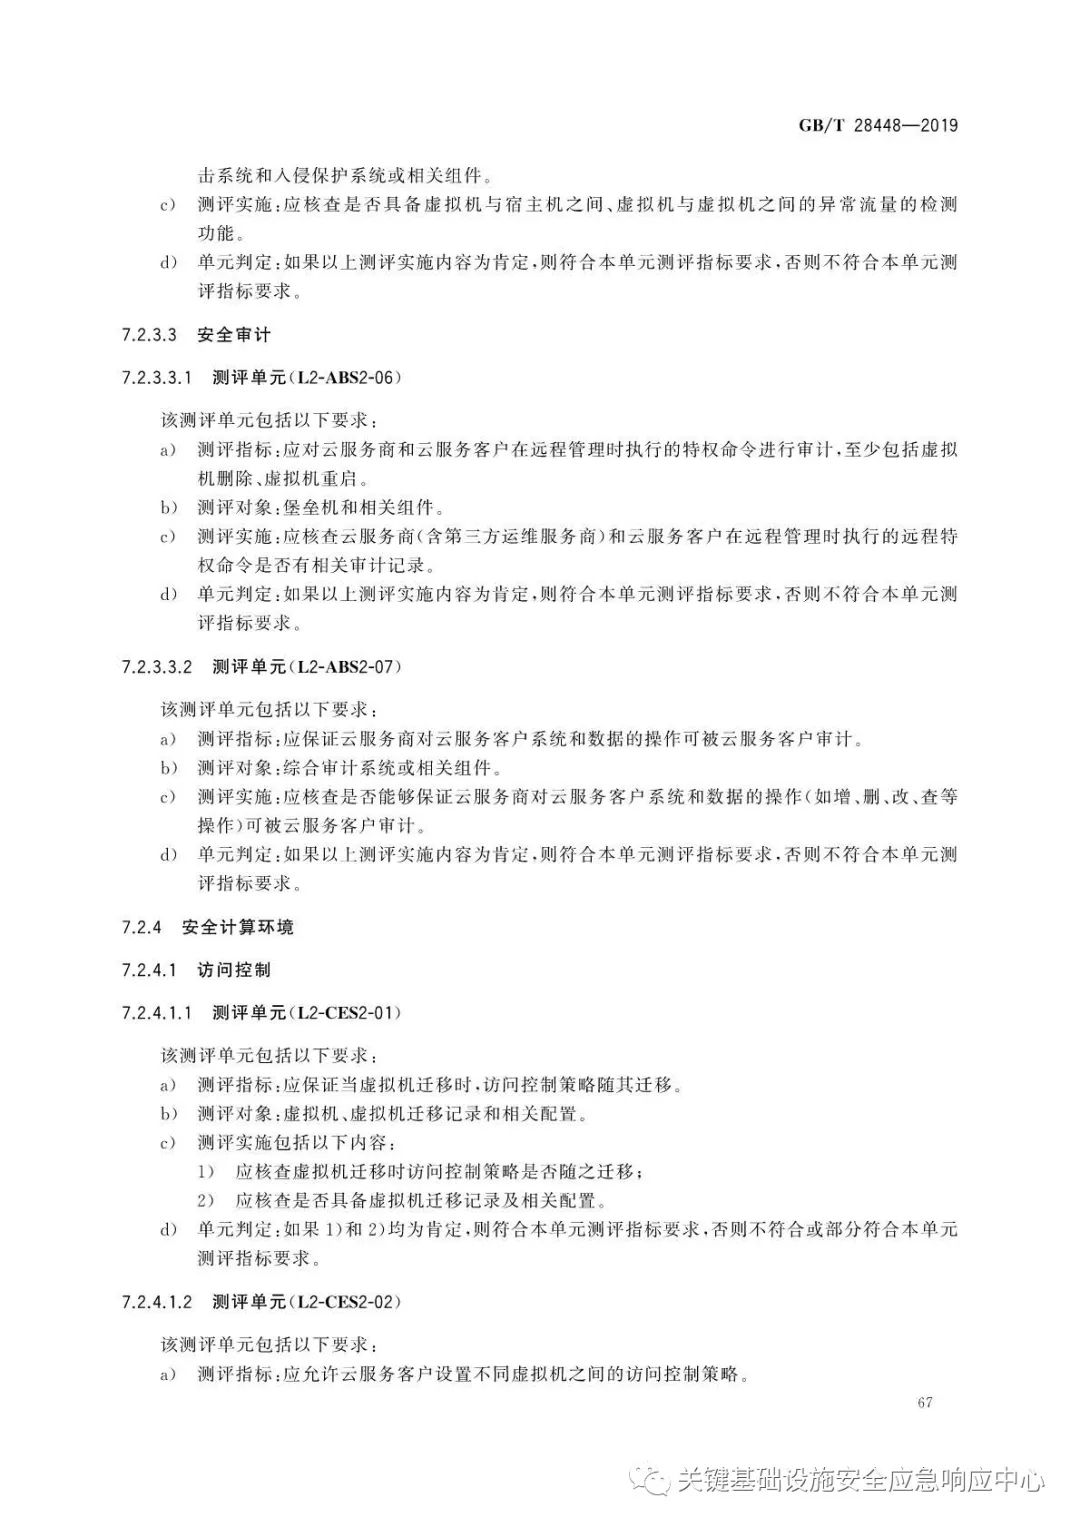 GB/T 28448—2019
击系统和入侵保护系统或相关组件。
c) 测评实施:应核查是否具备虚拟机与宿主机之间、虚拟机与虚拟机之间的异常流量的检测
功能。
d) 单元判定:如果以上测评实施内容为肯定,则符合本单元测评指标要求,否则不符合本单元测
评指标要求。
7.2.3.3 安全审计
7.2.3.3.1 测评单元(L2-ABS2-06)
该测评单元包括以下要求:
a) 测评指标:应对云服务商和云服务客户在远程管理时执行的特权命令进行审计,至少包括虚拟
机删除、虚拟机重启。
b) 测评对象:堡垒机和相关组件。
c) 测评实施:应核查云服务商(含第三方运维服务商)和云服务客户在远程管理时执行的远程特
权命令是否有相关审计记录。
d) 单元判定:如果以上测评实施内容为肯定,则符合本单元测评指标要求,否则不符合本单元测
评指标要求。
7.2.3.3.2 测评单元(L2-ABS2-07)
该测评单元包括以下要求:
a) 测评指标:应保证云服务商对云服务客户系统和数据的操作可被云服务客户审计。
b) 测评对象:综合审计系统或相关组件。
c) 测评实施:应核查是否能够保证云服务商对云服务客户系统和数据的操作(如增、删、改、查等
操作)可被云服务客户审计。
d) 单元判定:如果以上测评实施内容为肯定,则符合本单元测评指标要求,否则不符合本单元测
评指标要求。
7.2.4 安全计算环境
7.2.4.1 访问控制
7.2.4.1.1 测评单元(L2-CES2-01)
该测评单元包括以下要求:
a) 测评指标:应保证当虚拟机迁移时,访问控制策略随其迁移。
b) 测评对象:虚拟机、虚拟机迁移记录和相关配置。
c) 测评实施包括以下内容:
1) 应核查虚拟机迁移时访问控制策略是否随之迁移;
2) 应核查是否具备虚拟机迁移记录及相关配置。
d) 单元判定:如果 1)和 2)均为肯定,则符合本单元测评指标要求,否则不符合或部分符合本单元
测评指标要求。
7.2.4.1.2 测评单元(L2-CES2-02)
该测评单元包括以下要求:
a) 测评指标:应允许云服务客户设置不同虚拟机之间的访问控制策略。
67
关键基础设施安全应急响应中心